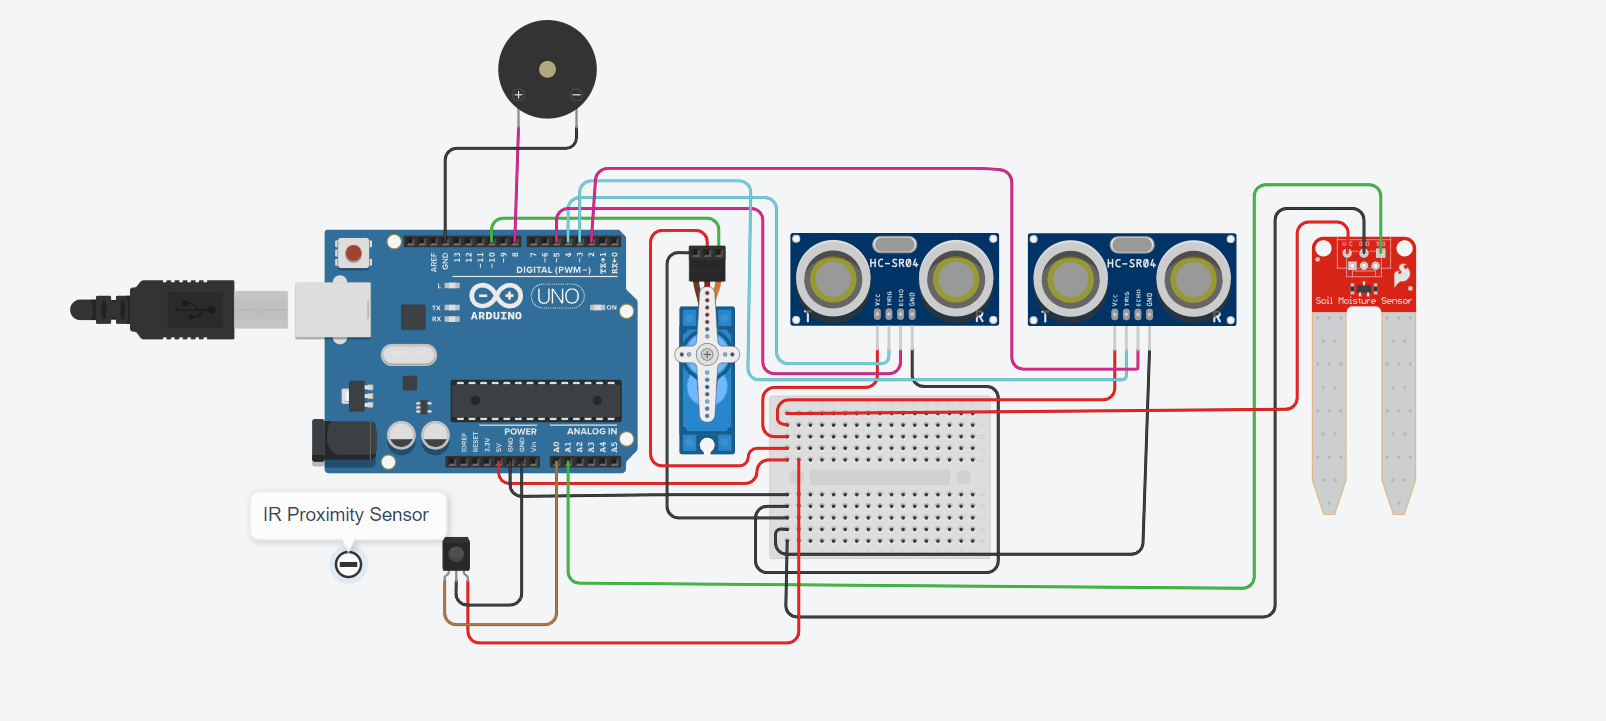 + −
HC-SR04
VCC
TRIG
ECHO
GND
T
R
HC-SR04
VCC
TRIG
ECHO
GND
T
R
Soil Moisture Sensor
AREF
GND
13
12
~11
~10
~9
8
7
~6
~5
4
~3
2
TX→1
RX←0
DIGITAL (PWM~)
L
TX
RX
UNO
ARDUINO
ON
POWER
ANALOG IN
IOREF
RESET
3.3V
5V
GND
GND
Vin
A0
A1
A2
A3
A4
A5
IR Proximity Sensor